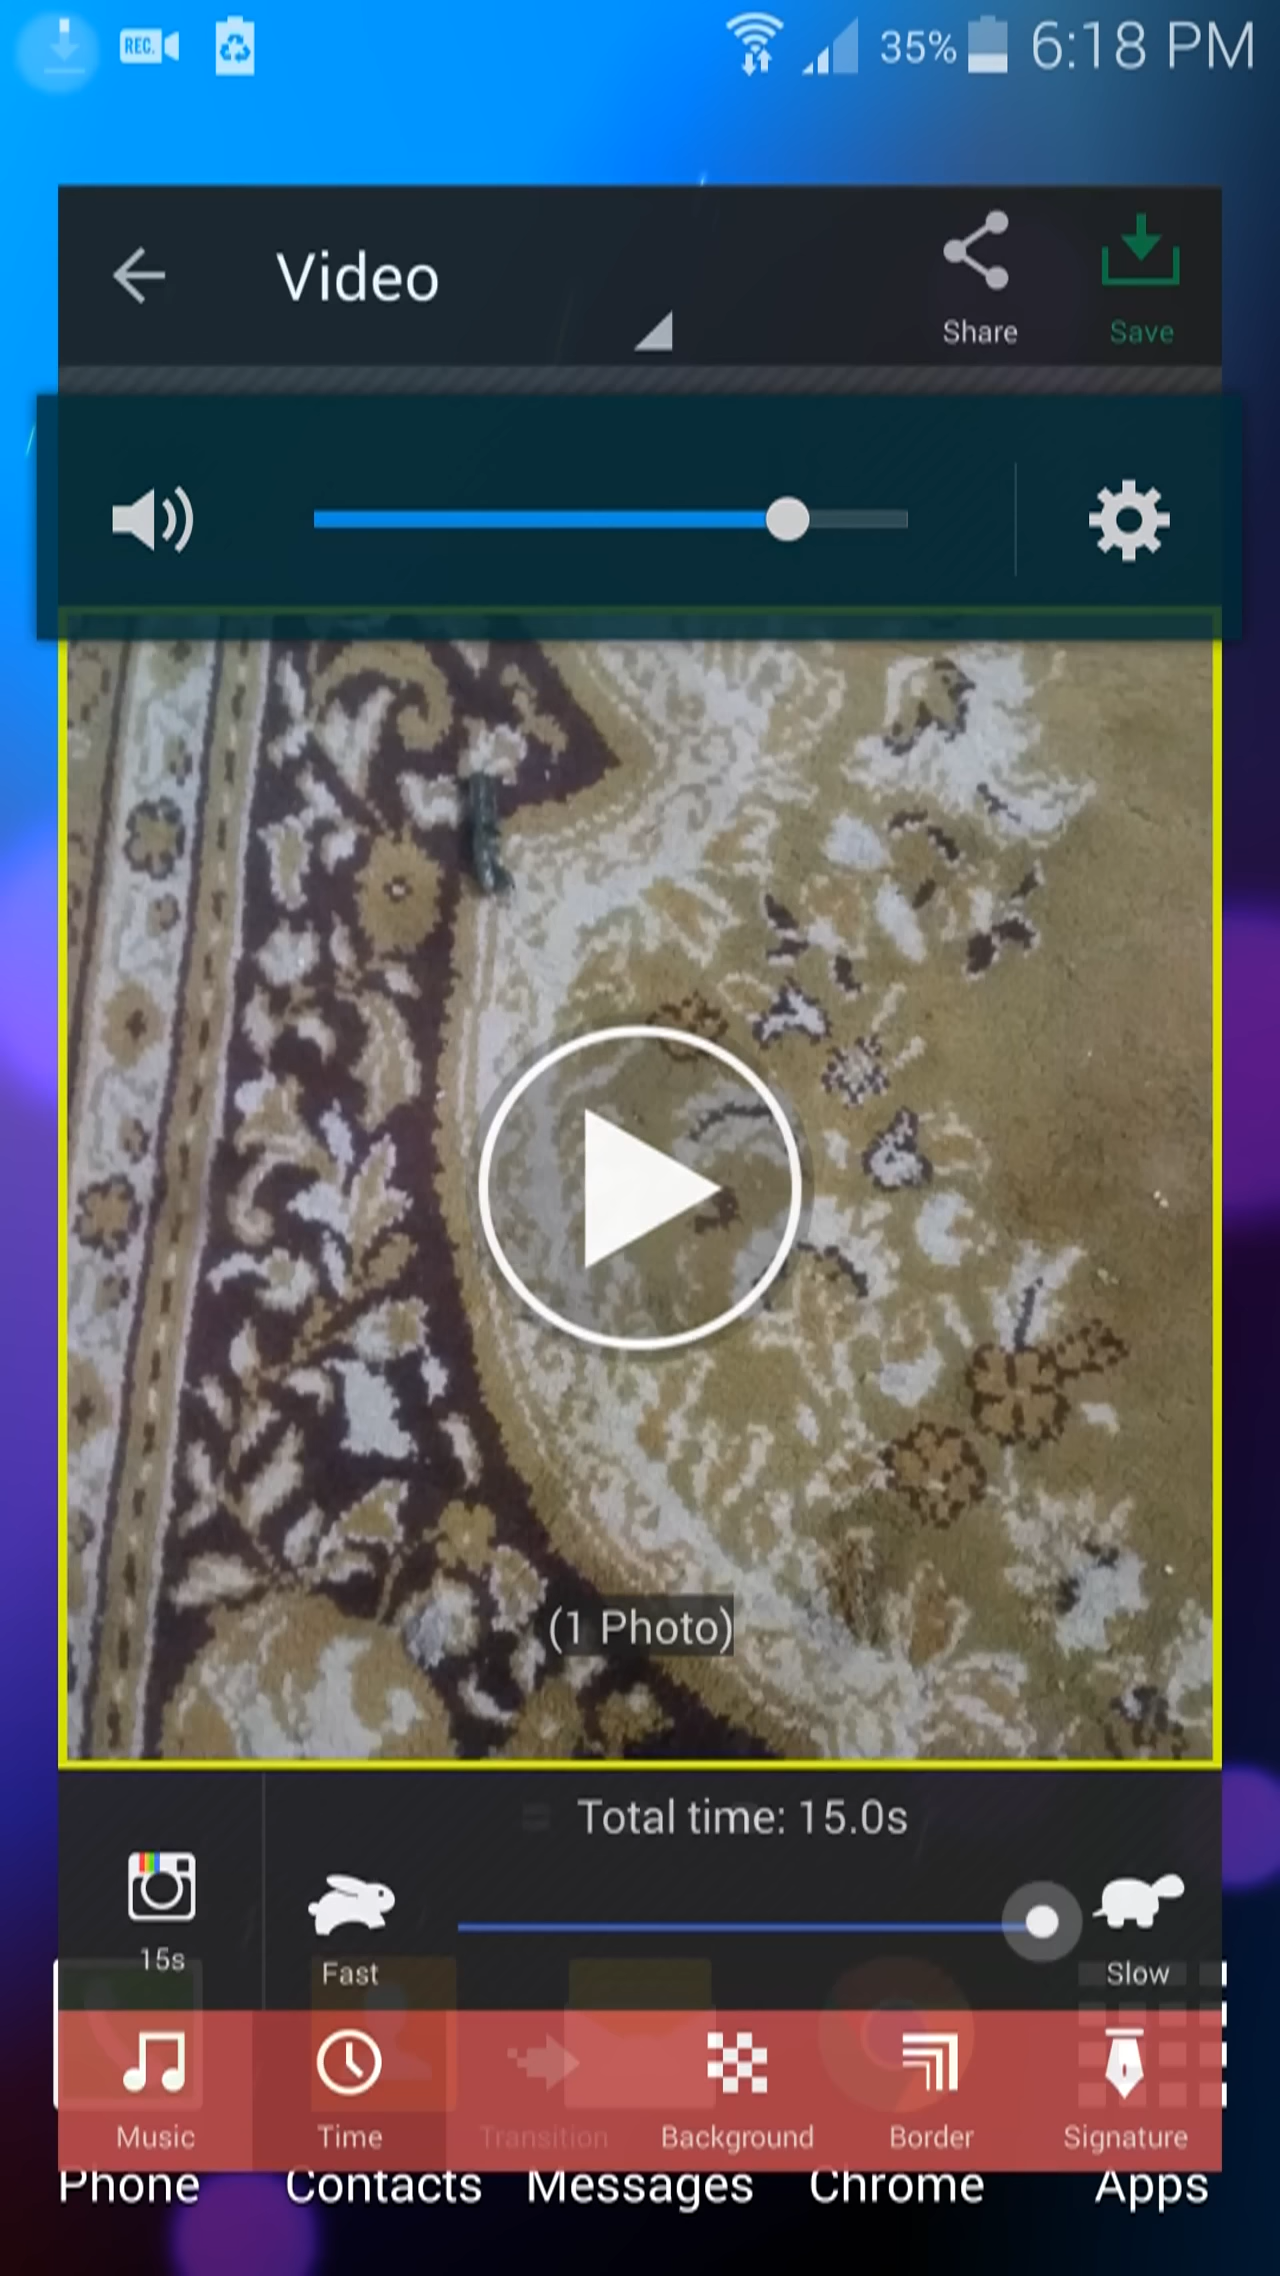 REC. 35% 6:18 PM
Video
Share Save
(1 Photo)
Total time: 15.0s
15s Fast Slow
Music Time Transition Background Border Signature
Phone Contacts Messages Chrome Apps